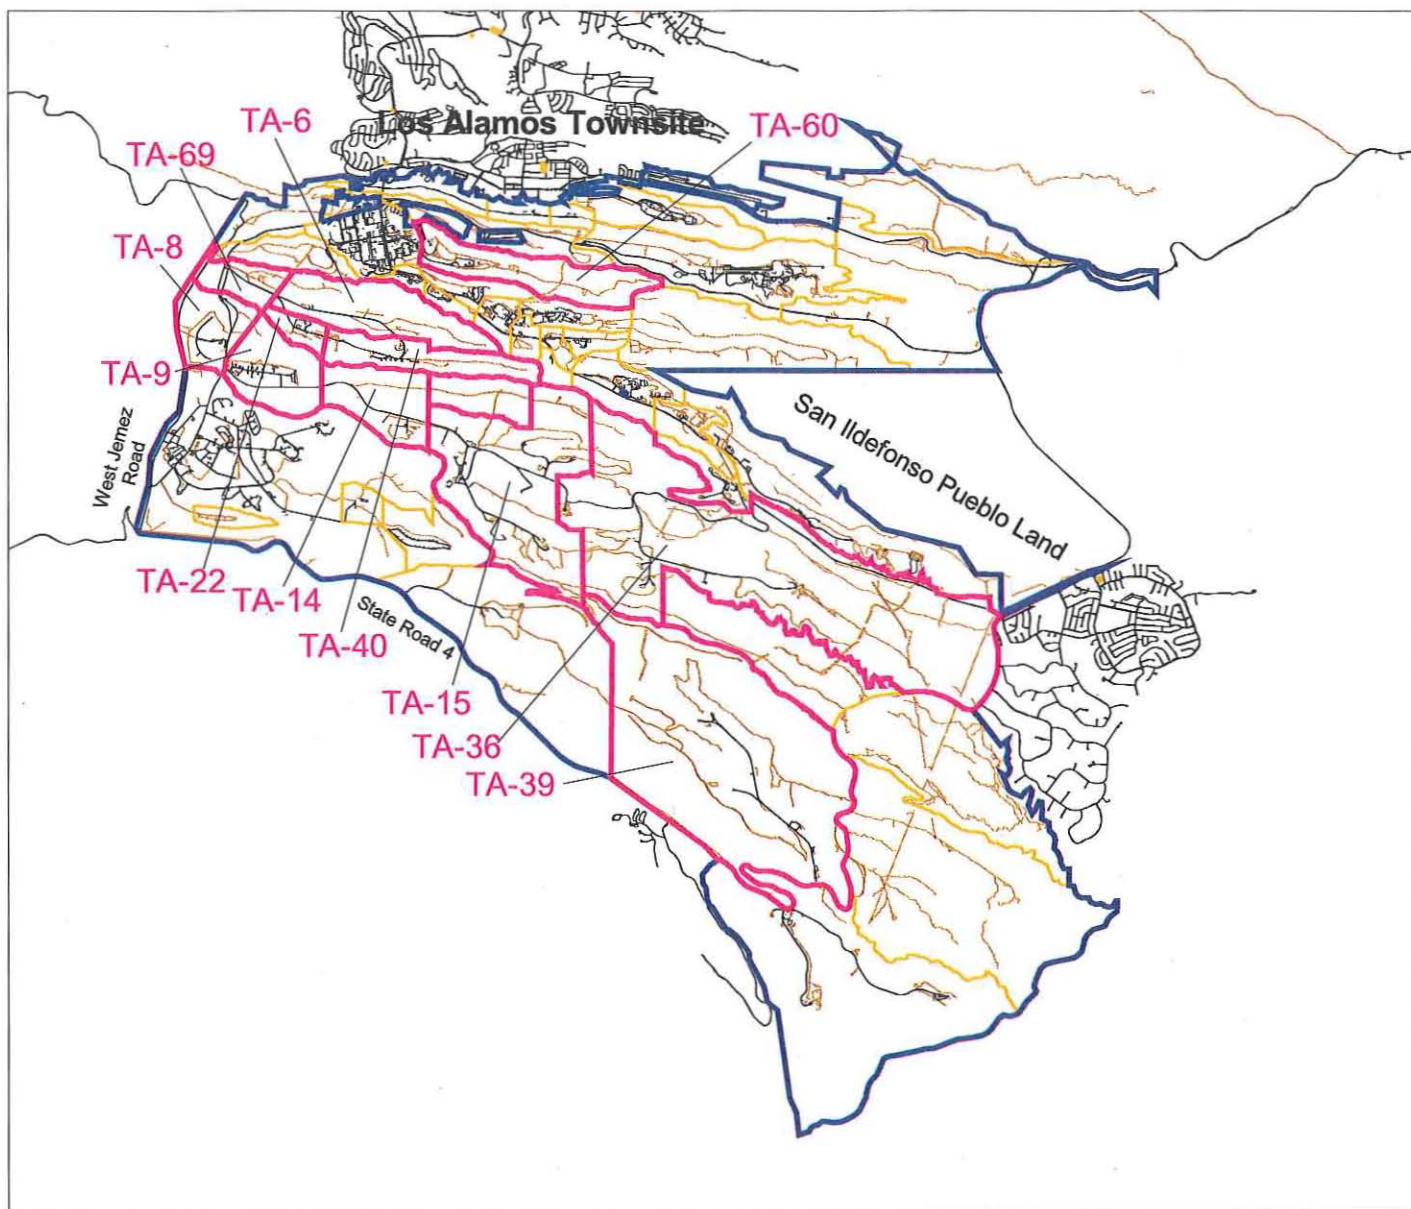 TA-6
Los Alamos Townsite
TA-60
TA-69
TA-8
TA-9
West Jemez
Road
San Ildefonso Pueblo Land
TA-22
TA-14
TA-40
State Road 4
TA-15
TA-36
TA-39